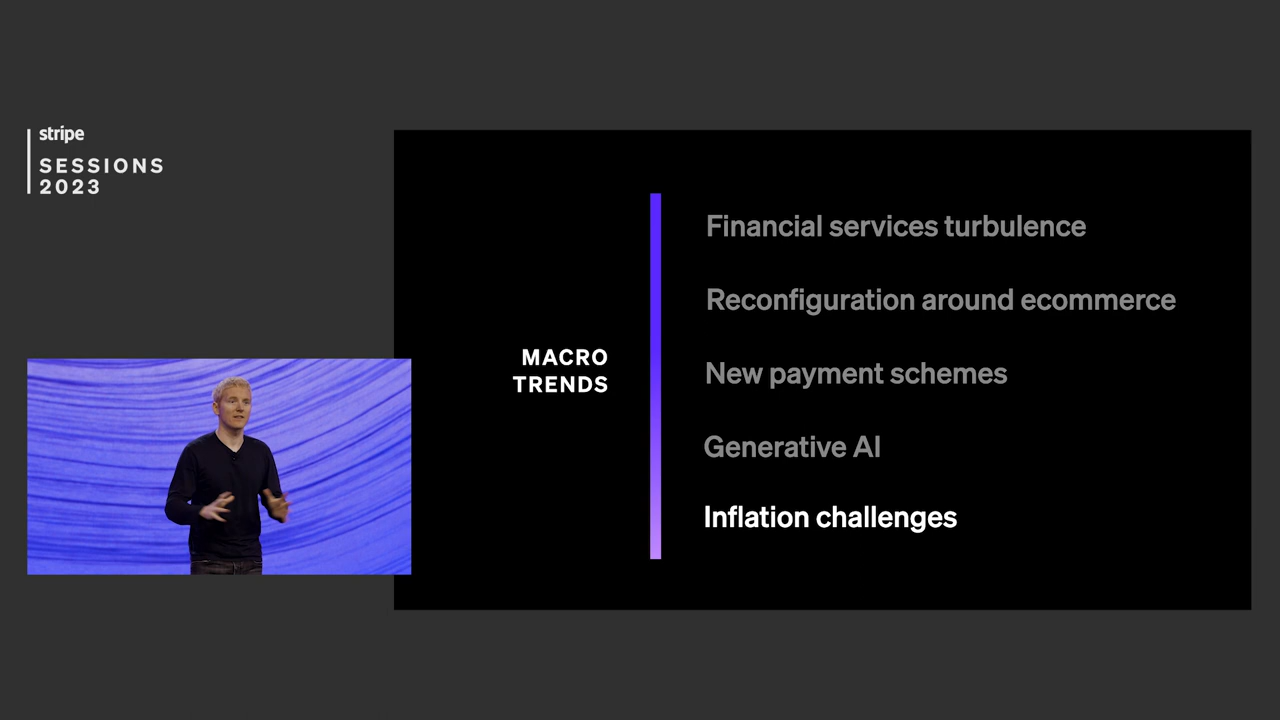 stripe
SESSIONS
2023
MACRO
TRENDS
Financial services turbulence
Reconfiguration around ecommerce
New payment schemes
Generative AI
Inflation challenges